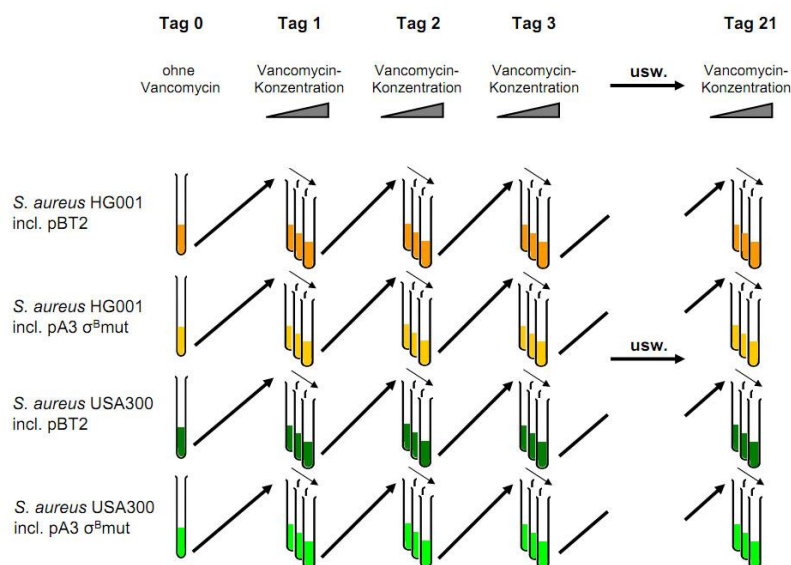 Tag 0 Tag 1 Tag 2 Tag 3 Tag 21
ohne
Vancomycin
Vancomycin-
Konzentration
Vancomycin-
Konzentration
Vancomycin-
Konzentration
usw.
Vancomycin-
Konzentration
S. aureus HG001
incl. pBT2
S. aureus HG001
incl. pA3 σᴮmut
usw.
S. aureus USA300
incl. pBT2
S. aureus USA300
incl. pA3 σᴮmut